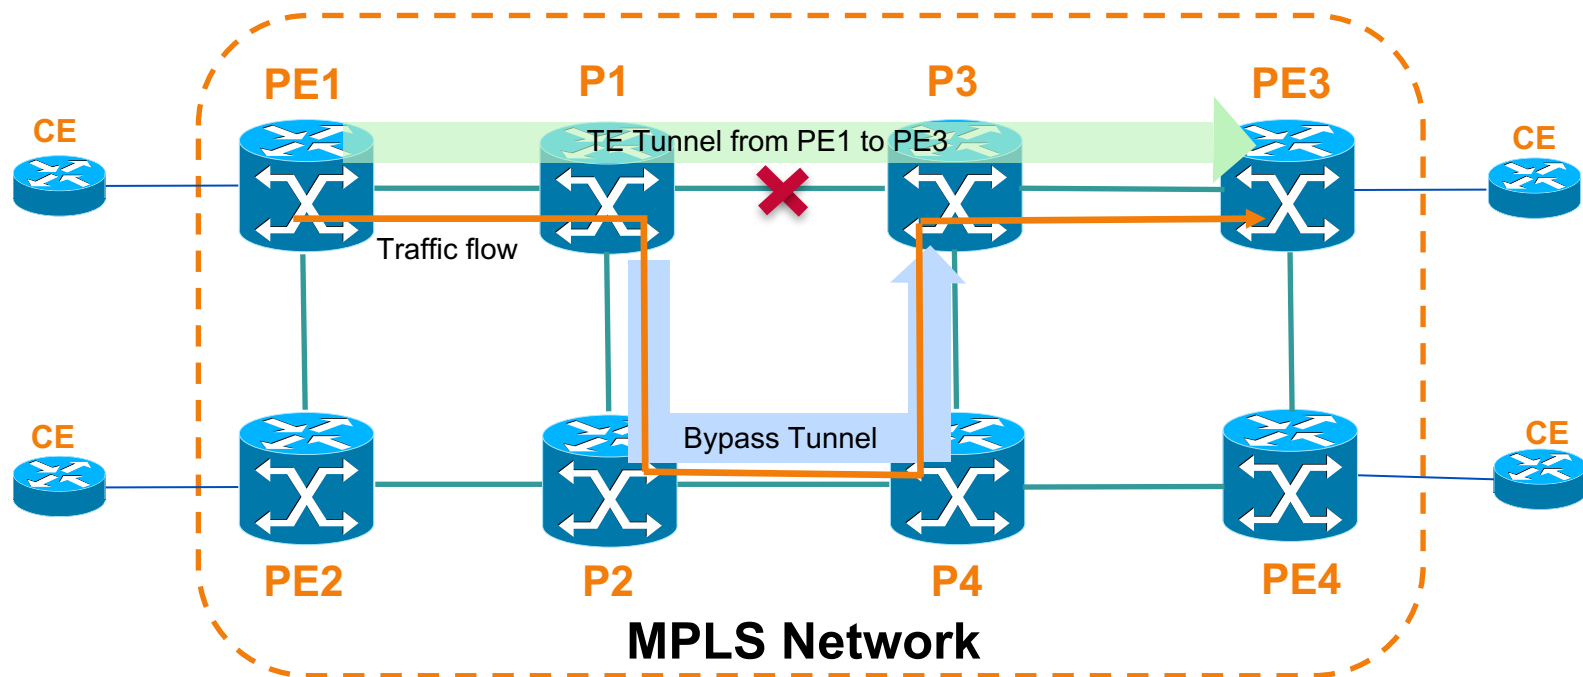 PE1
P1
P3
PE3
CE
CE
TE Tunnel from PE1 to PE3
Traffic flow
CE
Bypass Tunnel
CE
PE2
P2
P4
PE4
MPLS Network